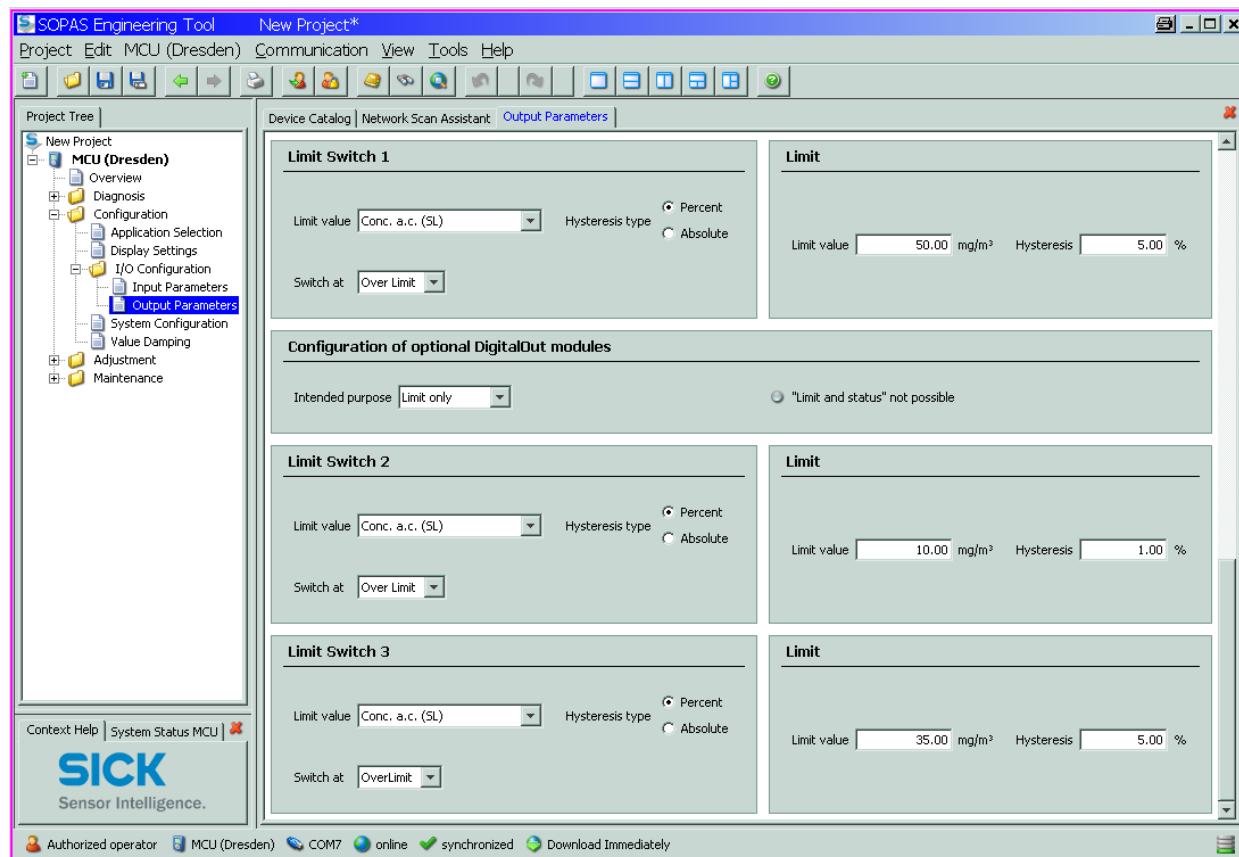 SOPAS Engineering Tool New Project*
Project Edit MCU (Dresden) Communication View Tools Help
Project Tree
New Project
MCU (Dresden)
Overview
Diagnosis
Configuration
Application Selection
Display Settings
I/O Configuration
Input Parameters
Output Parameters
System Configuration
Value Damping
Adjustment
Maintenance
Context Help System Status MCU
SICK
Sensor Intelligence.
Device Catalog Network Scan Assistant Output Parameters
Limit Switch 1
Limit value Conc. a.c. (SL) Hysteresis type
Percent
Absolute
Switch at Over Limit
Limit
Limit value 50.00 mg/m³ Hysteresis 5.00 %
Configuration of optional DigitalOut modules
Intended purpose Limit only "Limit and status" not possible
Limit Switch 2
Limit value Conc. a.c. (SL) Hysteresis type
Percent
Absolute
Switch at Over Limit
Limit
Limit value 10.00 mg/m³ Hysteresis 1.00 %
Limit Switch 3
Limit value Conc. a.c. (SL) Hysteresis type
Percent
Absolute
Switch at OverLimit
Limit
Limit value 35.00 mg/m³ Hysteresis 5.00 %
Authorized operator MCU (Dresden) COM7 online synchronized Download Immediately